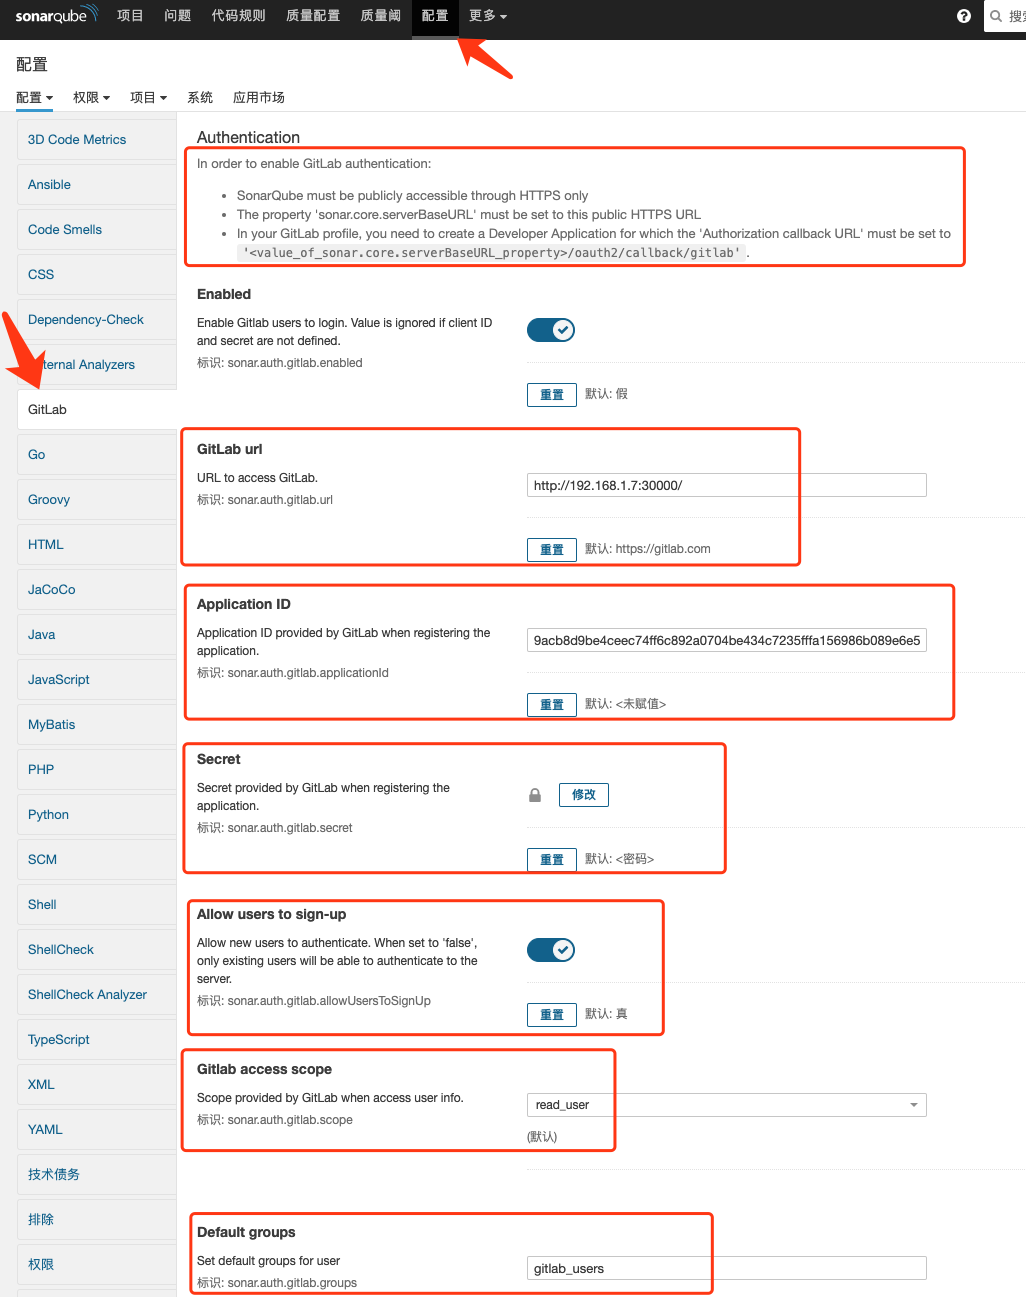 sonarqube 项目 问题 代码规则 质量配置 质量阈 配置 更多 搜
配置
配置 权限 项目 系统 应用市场
3D Code Metrics
Ansible
Code Smells
CSS
Dependency-Check
ternal Analyzers
GitLab
Go
Groovy
HTML
JaCoCo
Java
JavaScript
MyBatis
PHP
Python
SCM
Shell
ShellCheck
ShellCheck Analyzer
TypeScript
XML
YAML
技术债务
排除
权限
Authentication
In order to enable GitLab authentication:
SonarQube must be publicly accessible through HTTPS only
The property 'sonar.core.serverBaseURL' must be set to this public HTTPS URL
In your GitLab profile, you need to create a Developer Application for which the 'Authorization callback URL' must be set to
'<value_of_sonar.core.serverBaseURL_property>/oauth2/callback/gitlab'.
Enabled
Enable Gitlab users to login. Value is ignored if client ID
and secret are not defined.
标识: sonar.auth.gitlab.enabled
重置 默认: 假
GitLab url
URL to access GitLab.
标识: sonar.auth.gitlab.url
http://192.168.1.7:30000/
重置 默认: https://gitlab.com
Application ID
Application ID provided by GitLab when registering the
application.
标识: sonar.auth.gitlab.applicationId
9acb8d9be4ceec74ff6c892a0704be434c7235fffa156986b089e6e5
重置 默认: <未赋值>
Secret
Secret provided by GitLab when registering the
application.
标识: sonar.auth.gitlab.secret
修改
重置 默认: <密码>
Allow users to sign-up
Allow new users to authenticate. When set to 'false',
only existing users will be able to authenticate to the
server.
标识: sonar.auth.gitlab.allowUsersToSignUp
重置 默认: 真
Gitlab access scope
Scope provided by GitLab when access user info.
标识: sonar.auth.gitlab.scope
read_user
(默认)
Default groups
Set default groups for user
标识: sonar.auth.gitlab.groups
gitlab_users